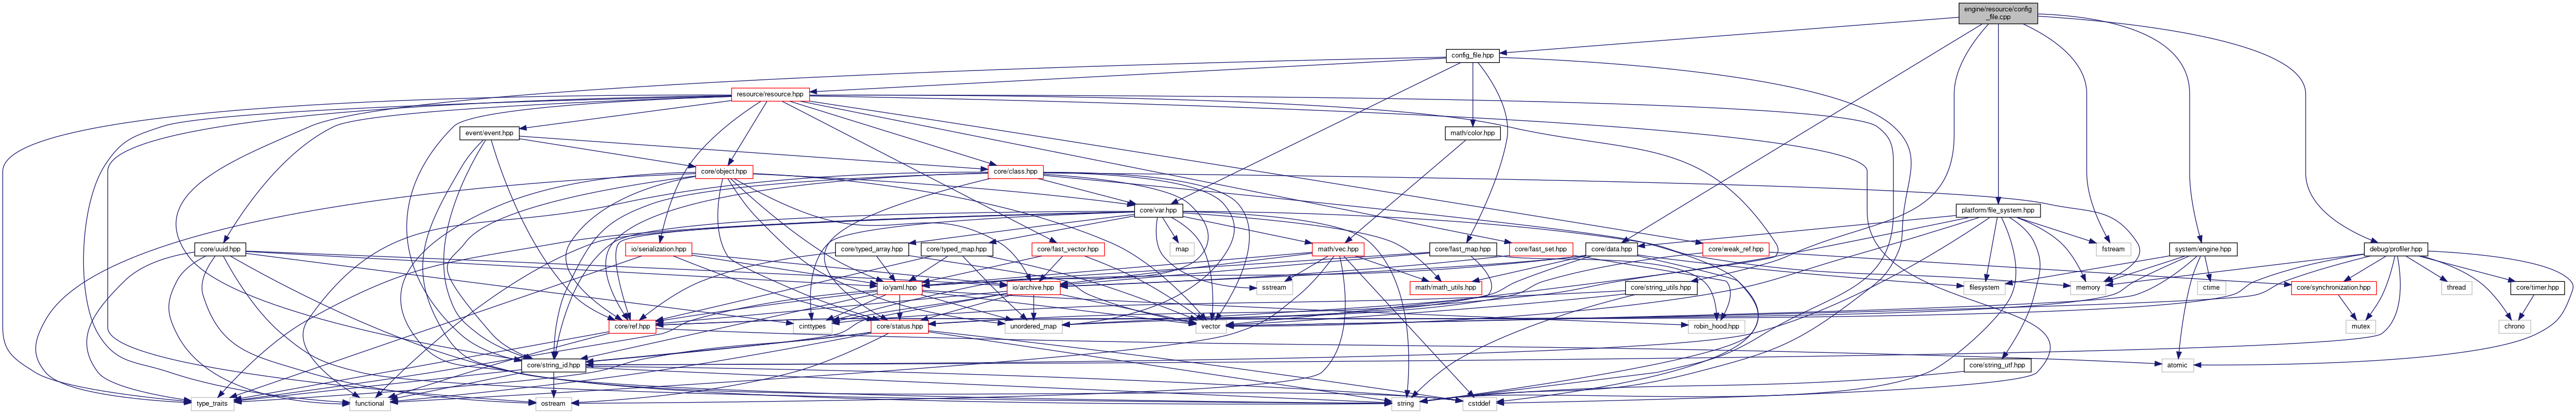 engine/resource/config
_file.cpp
config_file.hpp
resource/resource.hpp
event/event.hpp
math/color.hpp
core/object.hpp
core/class.hpp
core/var.hpp
platform/file_system.hpp
core/uuid.hpp
io/serialization.hpp
core/typed_array.hpp
core/typed_map.hpp
core/fast_vector.hpp
map
math/vec.hpp
core/fast_map.hpp
core/fast_set.hpp
core/data.hpp
core/weak_ref.hpp
fstream
system/engine.hpp
debug/profiler.hpp
io/yaml.hpp
io/archive.hpp
sstream
math/math_utils.hpp
core/string_utils.hpp
filesystem
memory
ctime
core/synchronization.hpp
thread
core/timer.hpp
core/ref.hpp
cinttypes
core/status.hpp
unordered_map
vector
robin_hood.hpp
mutex
chrono
core/string_id.hpp
core/string_utf.hpp
atomic
type_traits
functional
ostream
string
cstddef